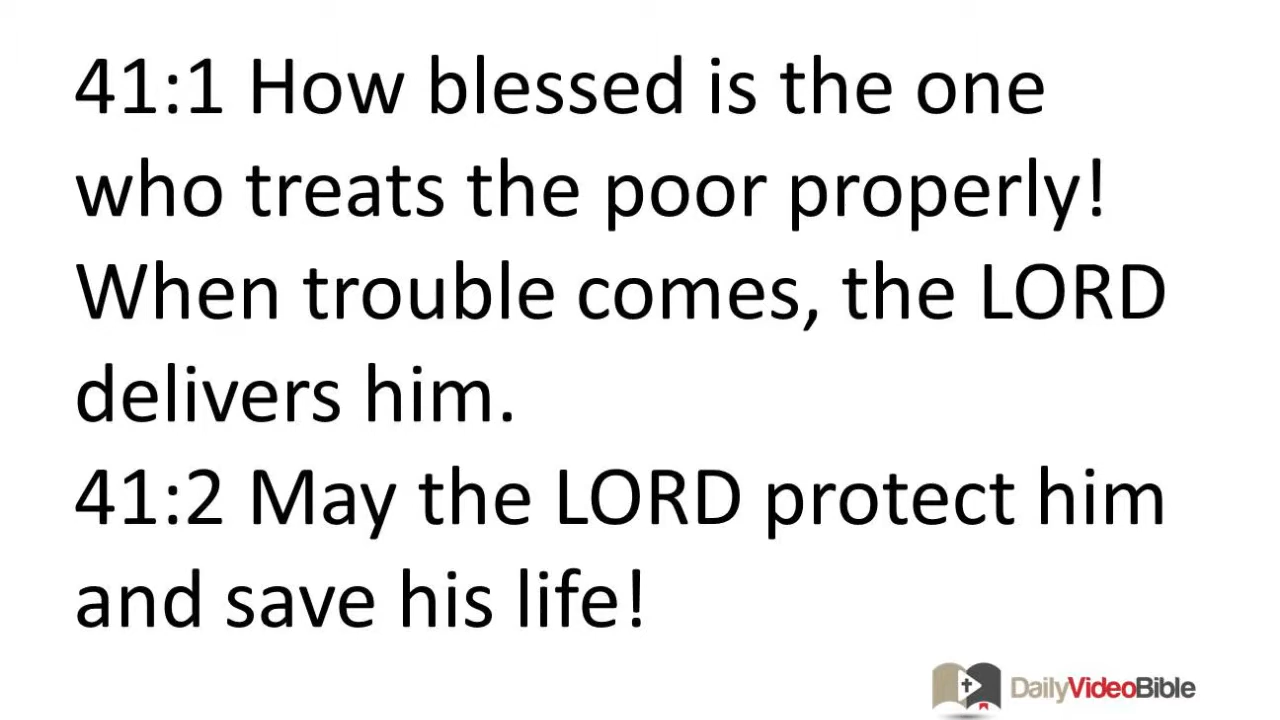 41:1 How blessed is the one
who treats the poor properly!
When trouble comes, the LORD
delivers him.
41:2 May the LORD protect him
and save his life!
DailyVideoBible